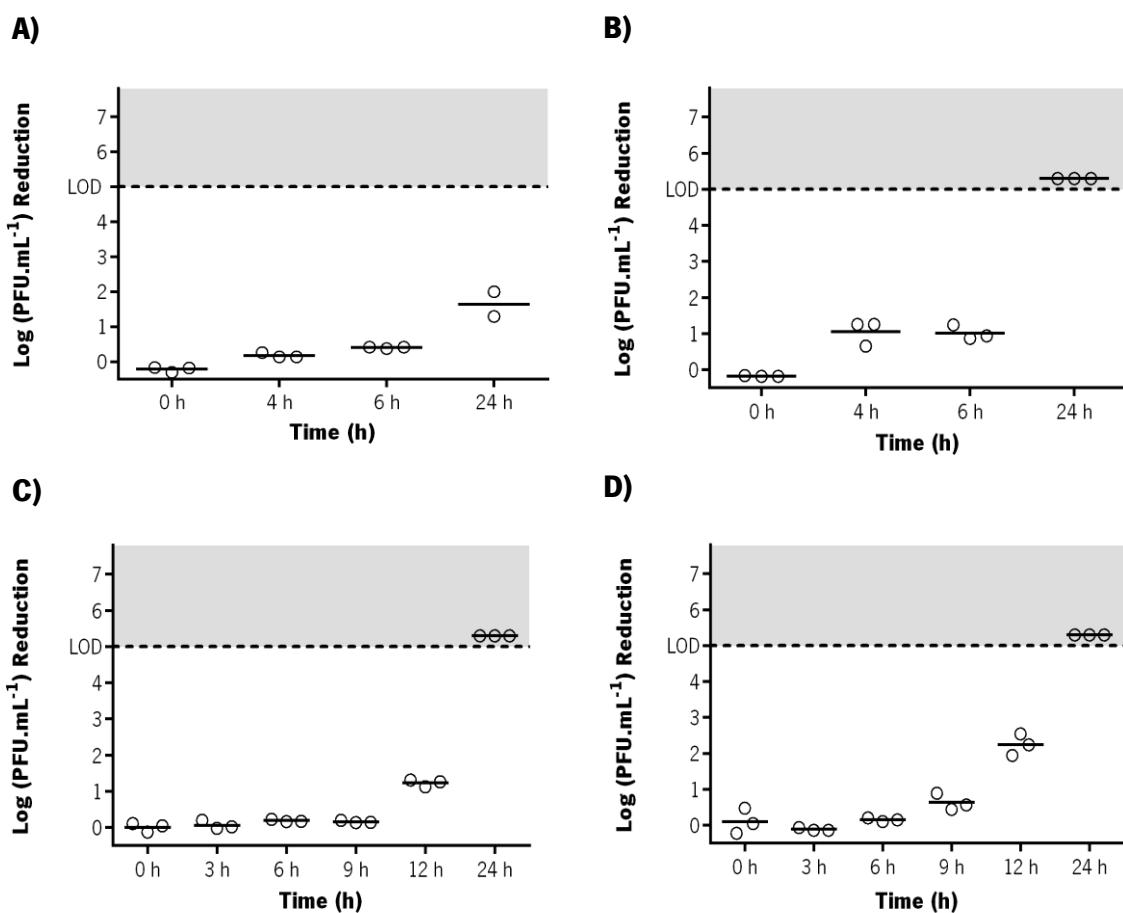 A)
Log (PFU.mL⁻¹) Reduction
7
6
LOD
4
3
2
1
0
0 h 4 h 6 h 24 h
Time (h)
B)
Log (PFU.mL⁻¹) Reduction
7
6
LOD
4
3
2
1
0
0 h 4 h 6 h 24 h
Time (h)
C)
Log (PFU.mL⁻¹) Reduction
7
6
LOD
4
3
2
1
0
0 h 3 h 6 h 9 h 12 h 24 h
Time (h)
D)
Log (PFU.mL⁻¹) Reduction
7
6
LOD
4
3
2
1
0
0 h 3 h 6 h 9 h 12 h 24 h
Time (h)